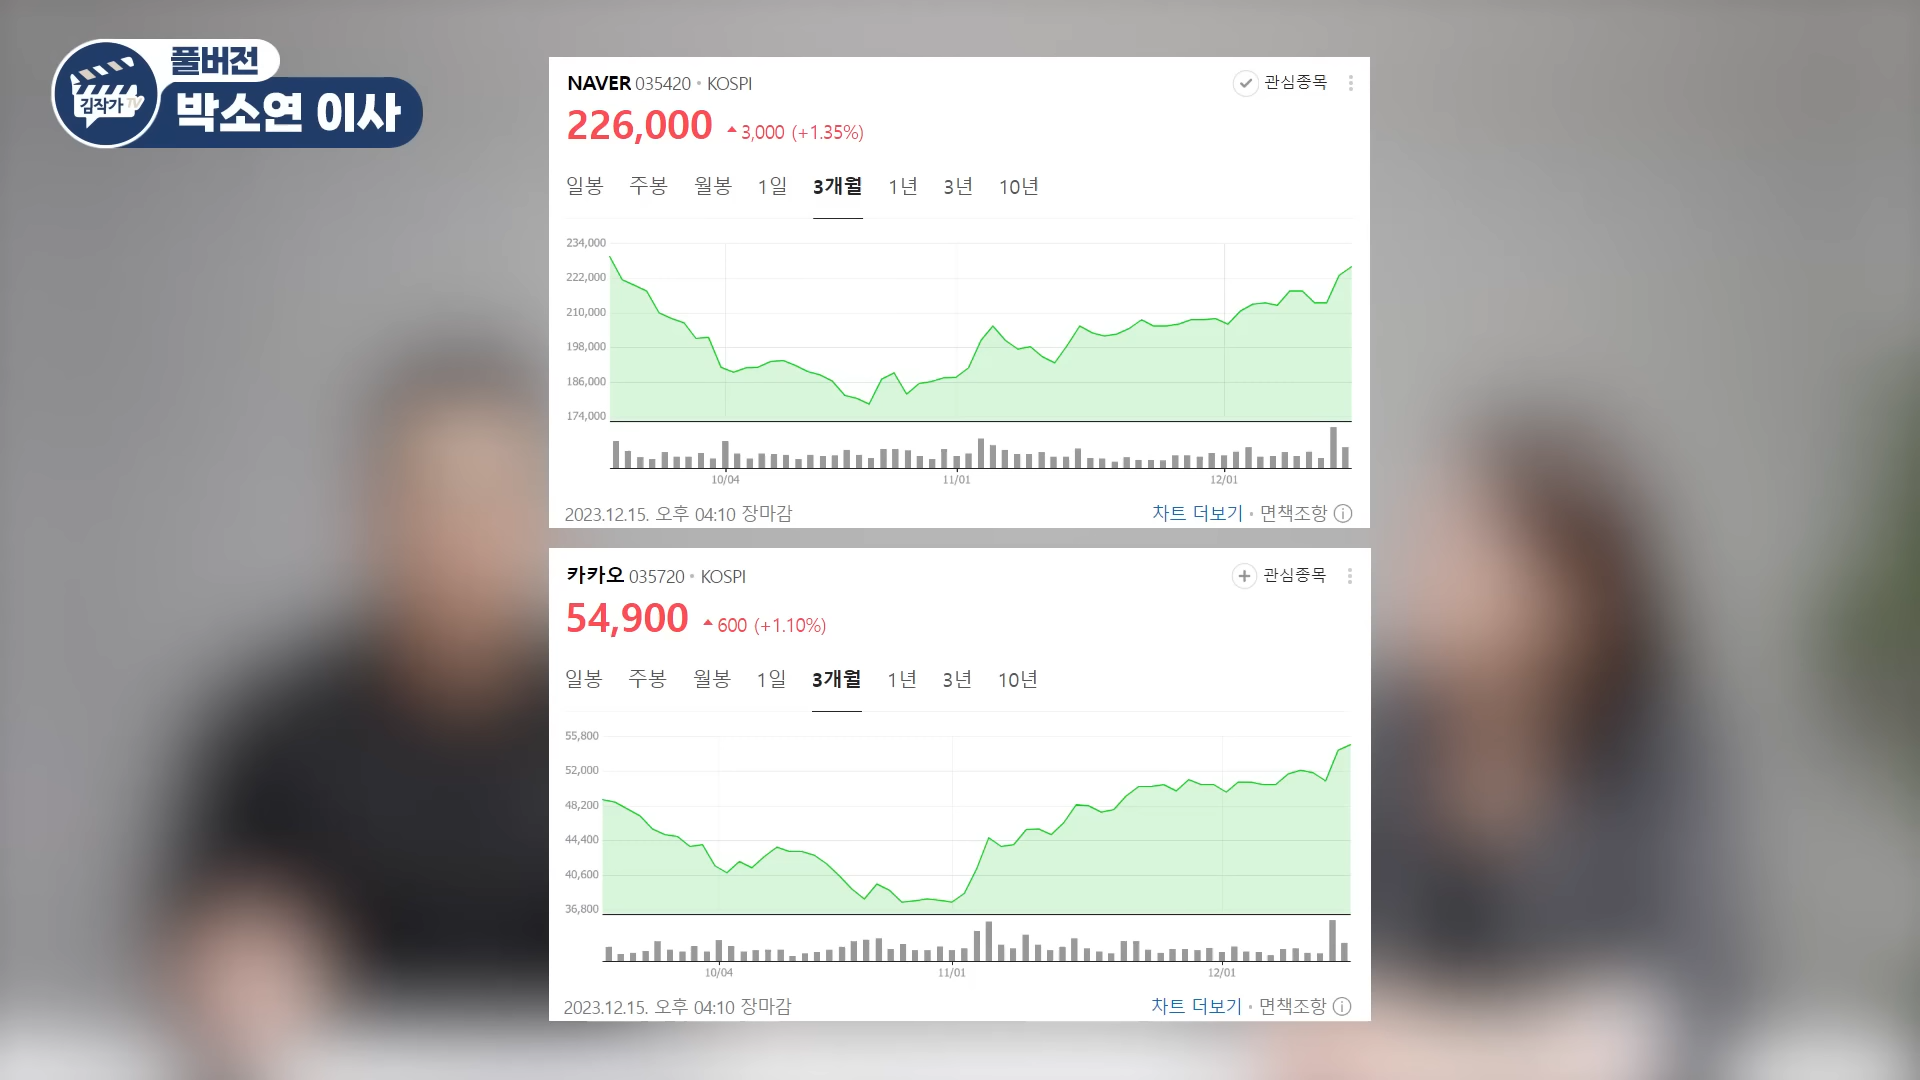 풀버전
김작가 TV
박소연 이사
NAVER 035420 • KOSPI
관심종목
226,000 ▲3,000 (+1.35%)
일봉 주봉 월봉 1일 3개월 1년 3년 10년
234,000
222,000
210,000
198,000
186,000
174,000
10/04 11/01 12/01
2023.12.15. 오후 04:10 장마감
차트 더보기 • 면책조항
카카오 035720 • KOSPI
관심종목
54,900 ▲600 (+1.10%)
일봉 주봉 월봉 1일 3개월 1년 3년 10년
55,800
52,000
48,200
44,400
40,600
36,800
10/04 11/01 12/01
2023.12.15. 오후 04:10 장마감
차트 더보기 • 면책조항